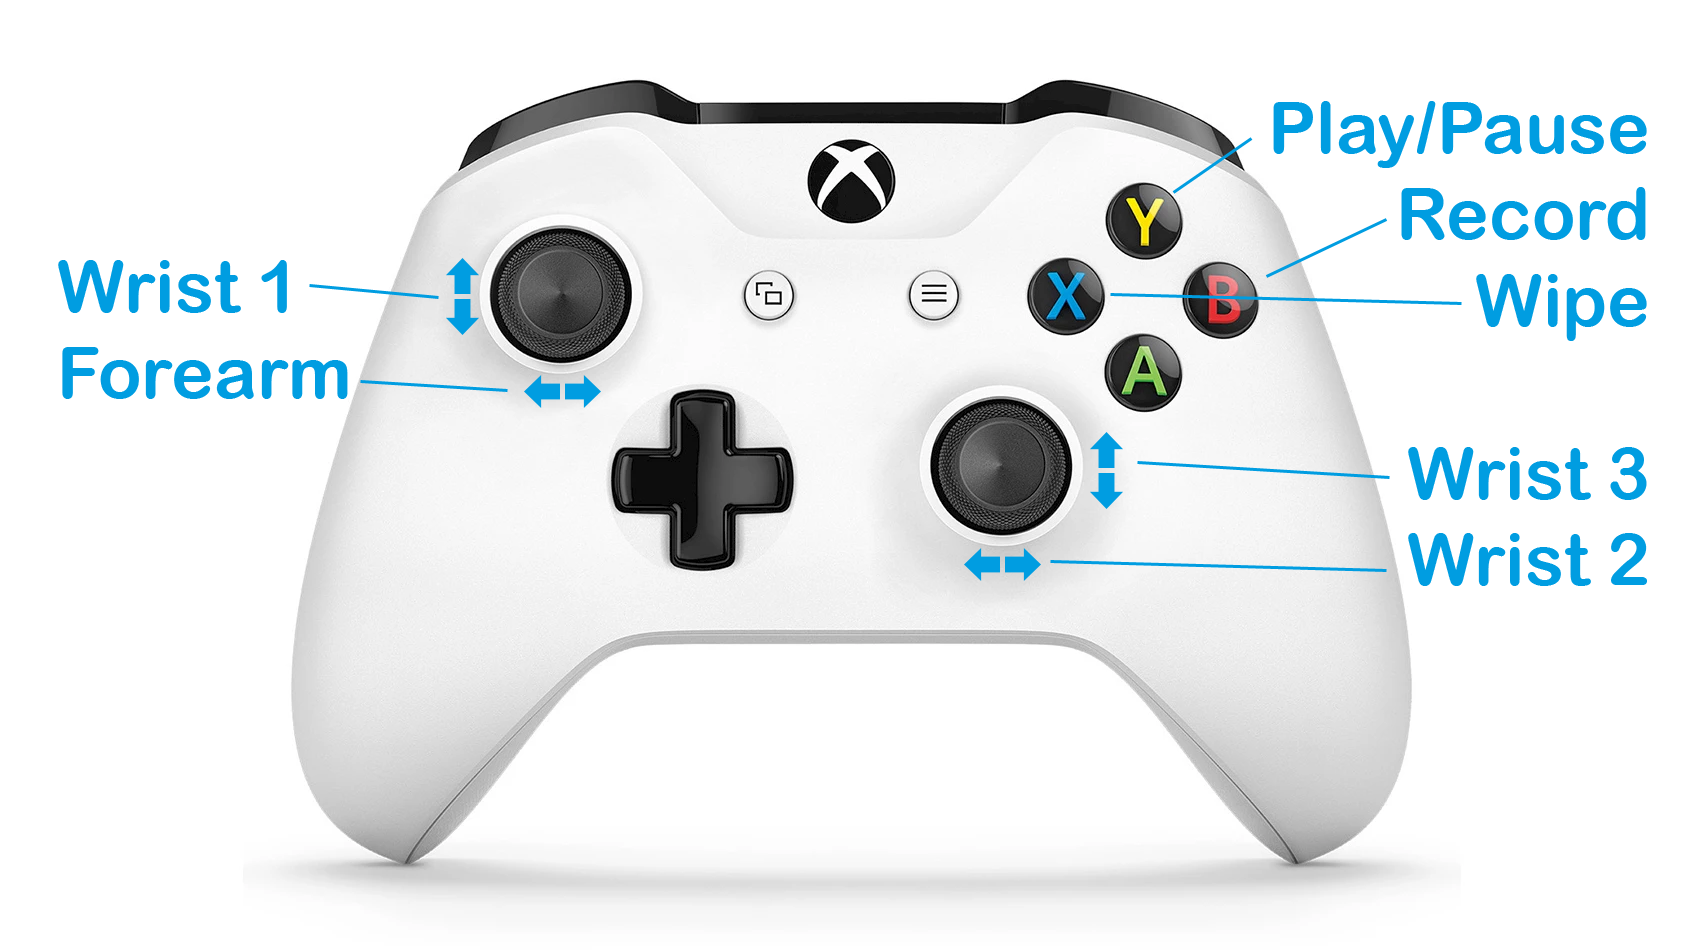 Play/Pause
Record
Wipe
Wrist 1
Forearm
Y
X
B
A
Wrist 3
Wrist 2